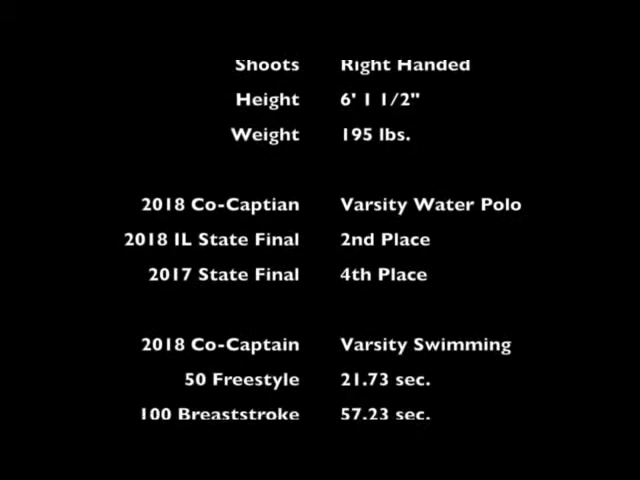 Shoots Right Handed
Height 6' 1 1/2"
Weight 195 lbs.
2018 Co-Captian Varsity Water Polo
2018 IL State Final 2nd Place
2017 State Final 4th Place
2018 Co-Captain Varsity Swimming
50 Freestyle 21.73 sec.
100 Breaststroke 57.23 sec.